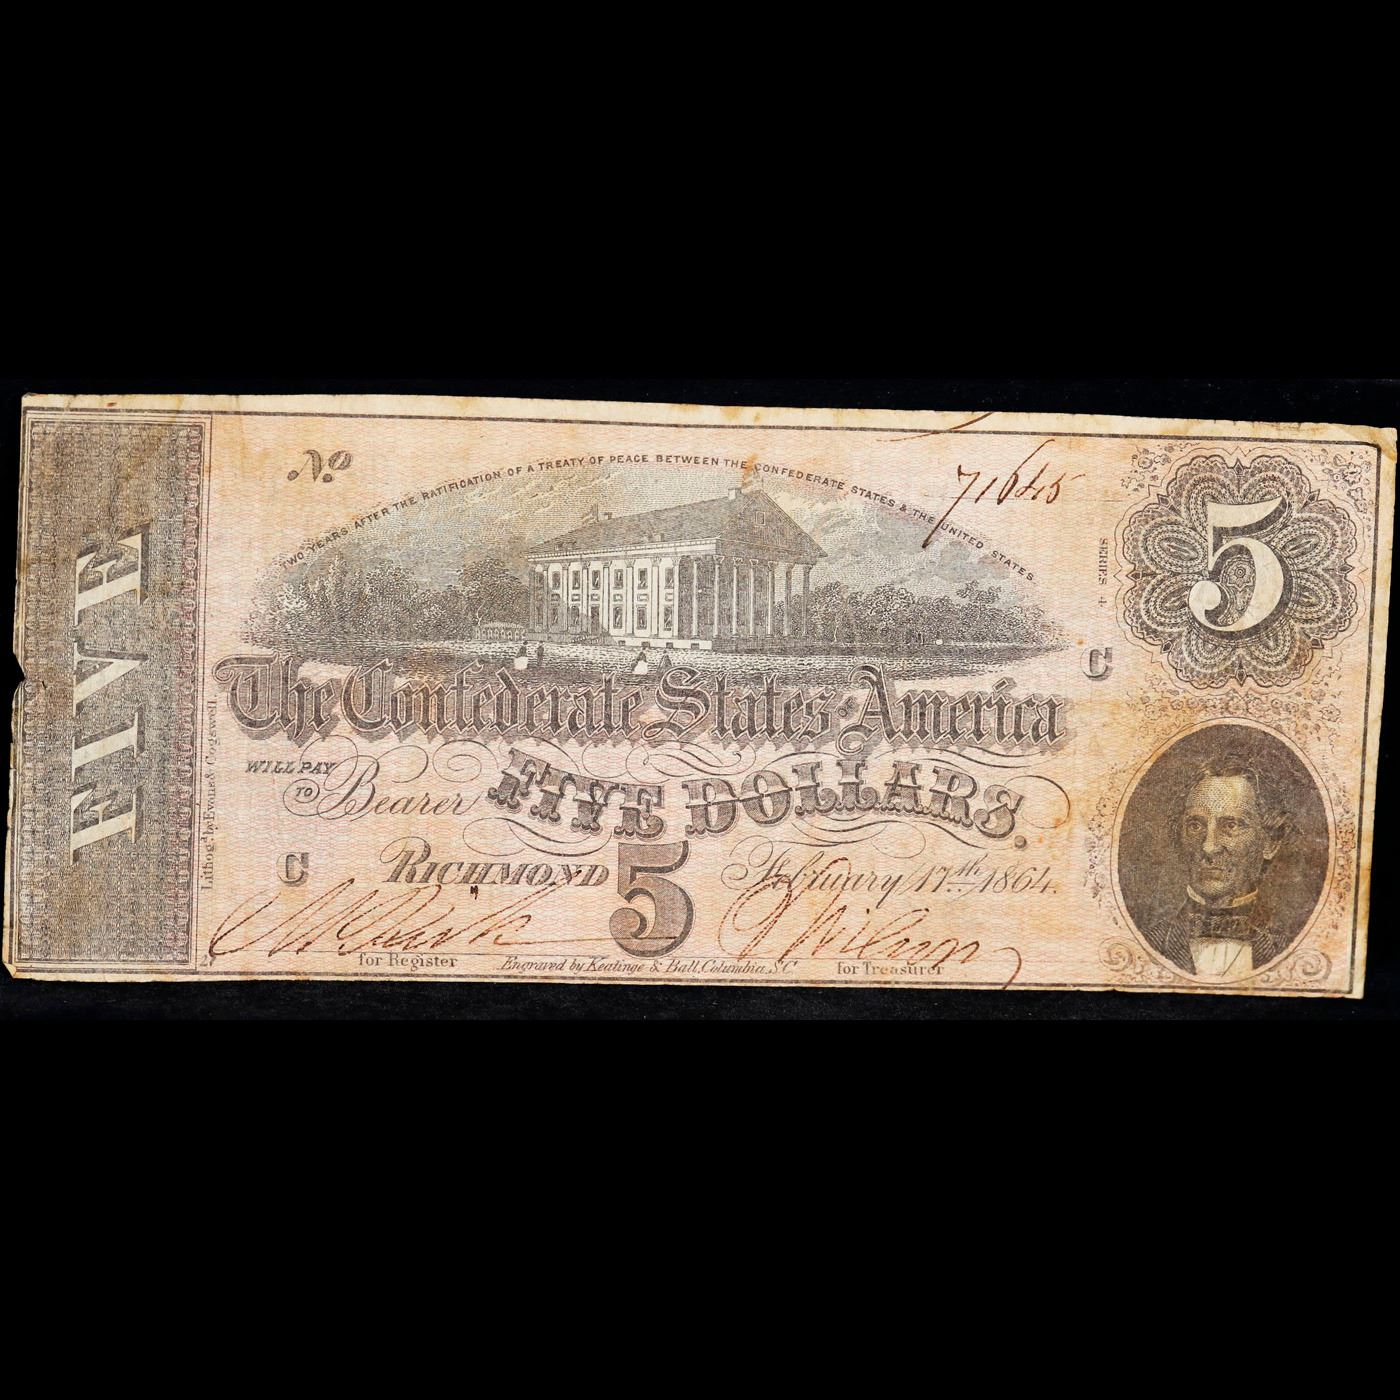 No
71645
TWO YEARS AFTER THE RATIFICATION OF A TREATY OF PEACE BETWEEN THE CONFEDERATE STATES & THE UNITED STATES.
FIVE
SERIES 4
5
C
The Confederate States of America
WILL PAY
TO
Bearer
FIVE DOLLARS.
C
RICHMOND
5
February 17th 1864.
for Register
Engraved by Keatinge & Ball, Columbia, S.C.
for Treasurer
Lithog'd by Evans & Cogswell
2